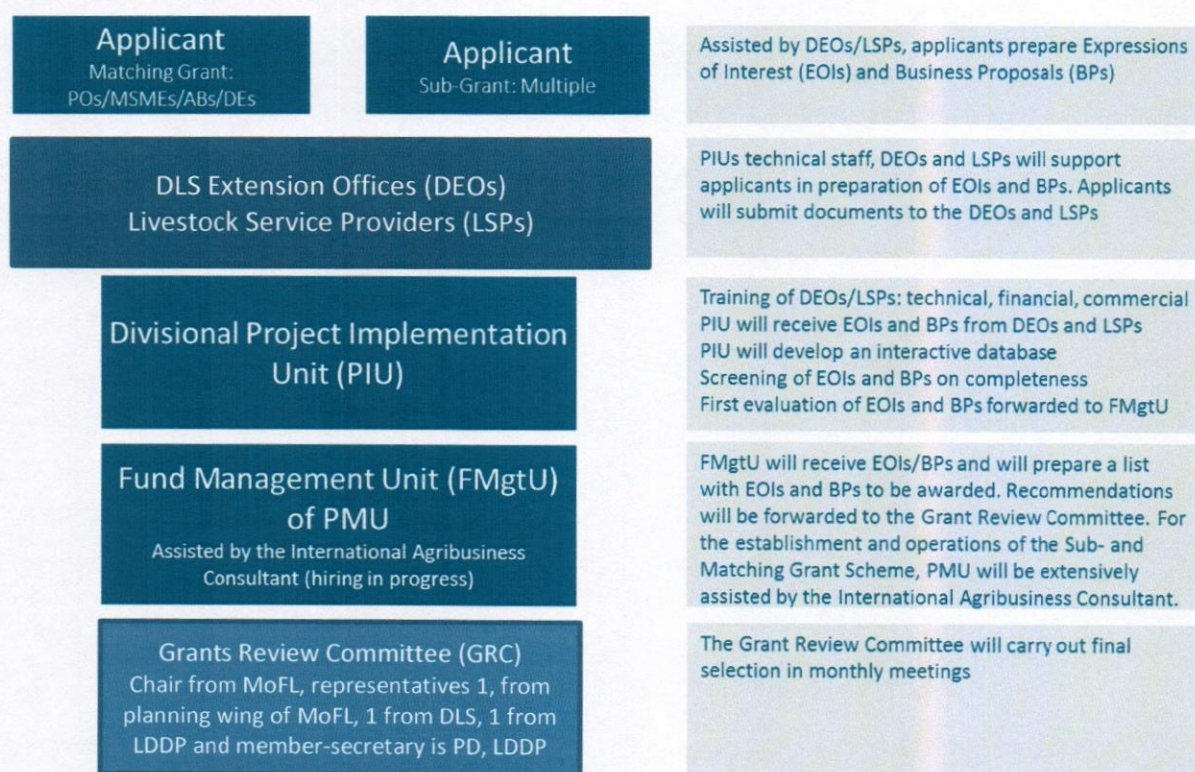 Applicant
Matching Grant:
POs/MSMEs/ABs/DEs
Applicant
Sub-Grant: Multiple
Assisted by DEOs/LSPs, applicants prepare Expressions
of Interest (EOIs) and Business Proposals (BPs)
DLS Extension Offices (DEOs)
Livestock Service Providers (LSPs)
PIUs technical staff, DEOs and LSPs will support
applicants in preparation of EOIs and BPs. Applicants
will submit documents to the DEOs and LSPs
Divisional Project Implementation
Unit (PIU)
Training of DEOs/LSPs: technical, financial, commercial
PIU will receive EOIs and BPs from DEOs and LSPs
PIU will develop an interactive database
Screening of EOIs and BPs on completeness
First evaluation of EOIs and BPs forwarded to FMgtU
Fund Management Unit (FMgtU)
of PMU
Assisted by the International Agribusiness
Consultant (hiring in progress)
FMgtU will receive EOIs/BPs and will prepare a list
with EOIs and BPs to be awarded. Recommendations
will be forwarded to the Grant Review Committee. For
the establishment and operations of the Sub- and
Matching Grant Scheme, PMU will be extensively
assisted by the International Agribusiness Consultant.
Grants Review Committee (GRC)
Chair from MoFL, representatives 1, from
planning wing of MoFL, 1 from DLS, 1 from
LDDP and member-secretary is PD, LDDP
The Grant Review Committee will carry out final
selection in monthly meetings